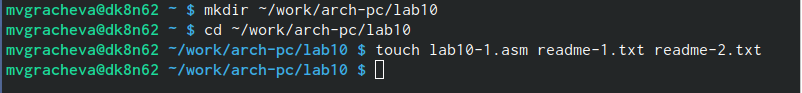 mvgracheva@dk8n62 ~ $ mkdir ~/work/arch-pc/lab10
mvgracheva@dk8n62 ~ $ cd ~/work/arch-pc/lab10
mvgracheva@dk8n62 ~/work/arch-pc/lab10 $ touch lab10-1.asm readme-1.txt readme-2.txt
mvgracheva@dk8n62 ~/work/arch-pc/lab10 $